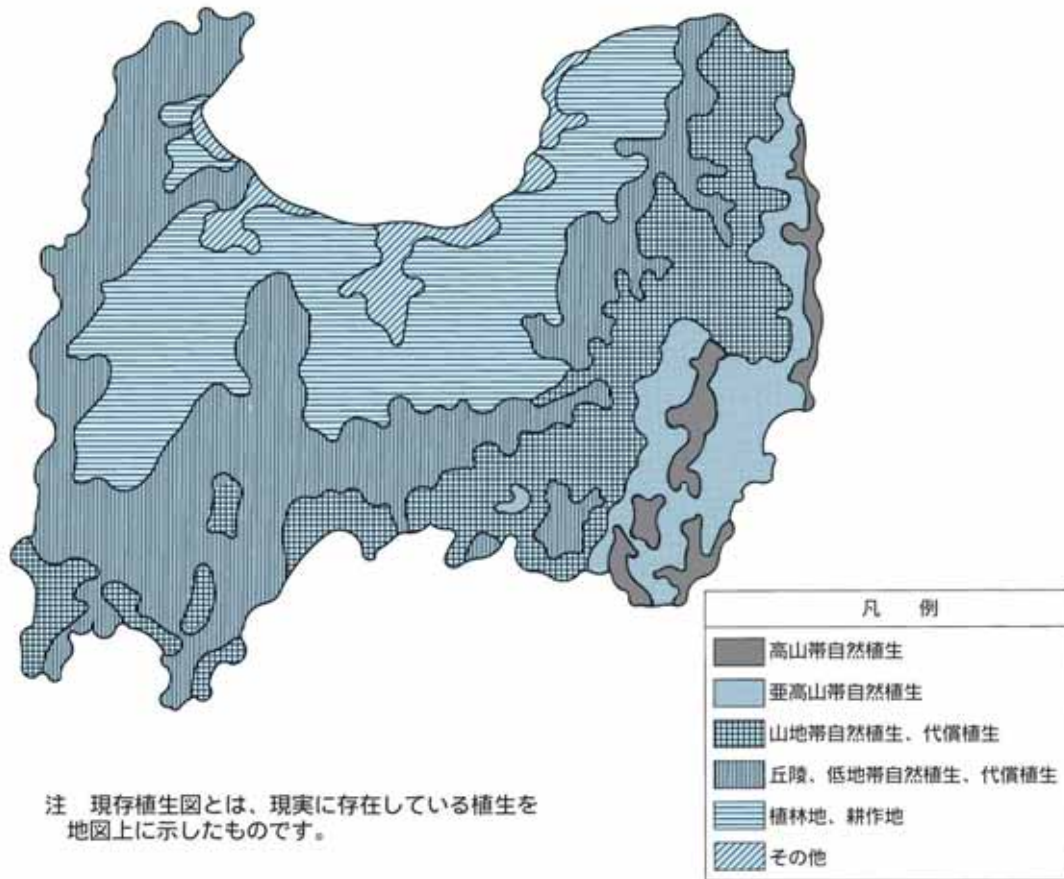 凡 例
高山帯自然植生
亜高山帯自然植生
山地帯自然植生、代償植生
丘陵、低地帯自然植生、代償植生
植林地、耕作地
その他
注 現存植生図とは、現実に存在している植生を
地図上に示したものです。